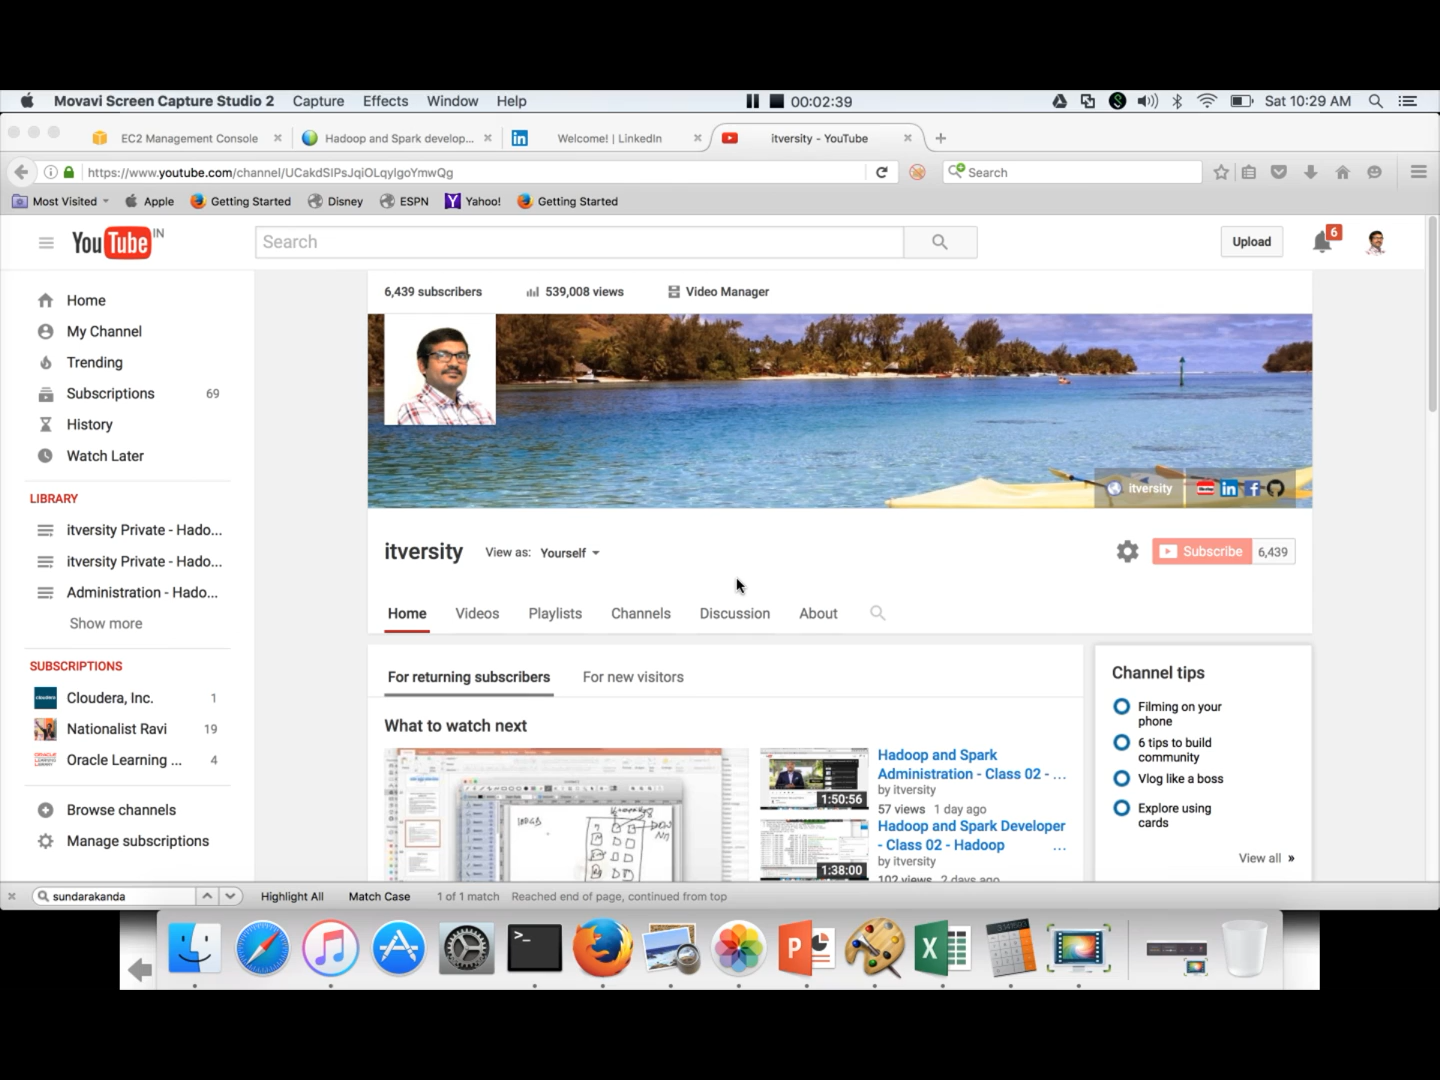 Movavi Screen Capture Studio 2 Capture Effects Window Help 00:02:39 Sat 10:29 AM
EC2 Management Console Hadoop and Spark develop... Welcome! | LinkedIn itversity - YouTube
https://www.youtube.com/channel/UCakdSIPsJqiOLqyIgoYmwQg Search
Most Visited Apple Getting Started Disney ESPN Yahoo! Getting Started
YouTube IN Search Upload 6
Home
My Channel
Trending
Subscriptions 69
History
Watch Later
LIBRARY
itversity Private - Hado...
itversity Private - Hado...
Administration - Hado...
Show more
SUBSCRIPTIONS
Cloudera, Inc. 1
Nationalist Ravi 19
Oracle Learning ... 4
Browse channels
Manage subscriptions
6,439 subscribers 539,008 views Video Manager
itversity
itversity View as: Yourself Subscribe 6,439
Home Videos Playlists Channels Discussion About
For returning subscribers For new visitors
What to watch next
Hadoop and Spark
Administration - Class 02 - ...
by itversity
57 views 1 day ago
1:50:56
Hadoop and Spark Developer
- Class 02 - Hadoop ...
by itversity
102 views 2 days ago
1:38:00
Channel tips
Filming on your
phone
6 tips to build
community
Vlog like a boss
Explore using
cards
View all »
sundarakanda Highlight All Match Case 1 of 1 match Reached end of page, continued from top